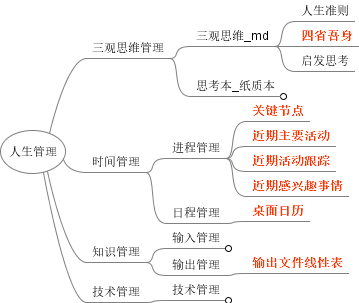 人生管理
三观思维管理
三观思维_md
人生准则
四省吾身
启发思考
思考本_纸质本
时间管理
进程管理
关键节点
近期主要活动
近期活动跟踪
近期感兴趣事情
日程管理
桌面日历
知识管理
输入管理
输出管理
输出文件线性表
技术管理
技术管理